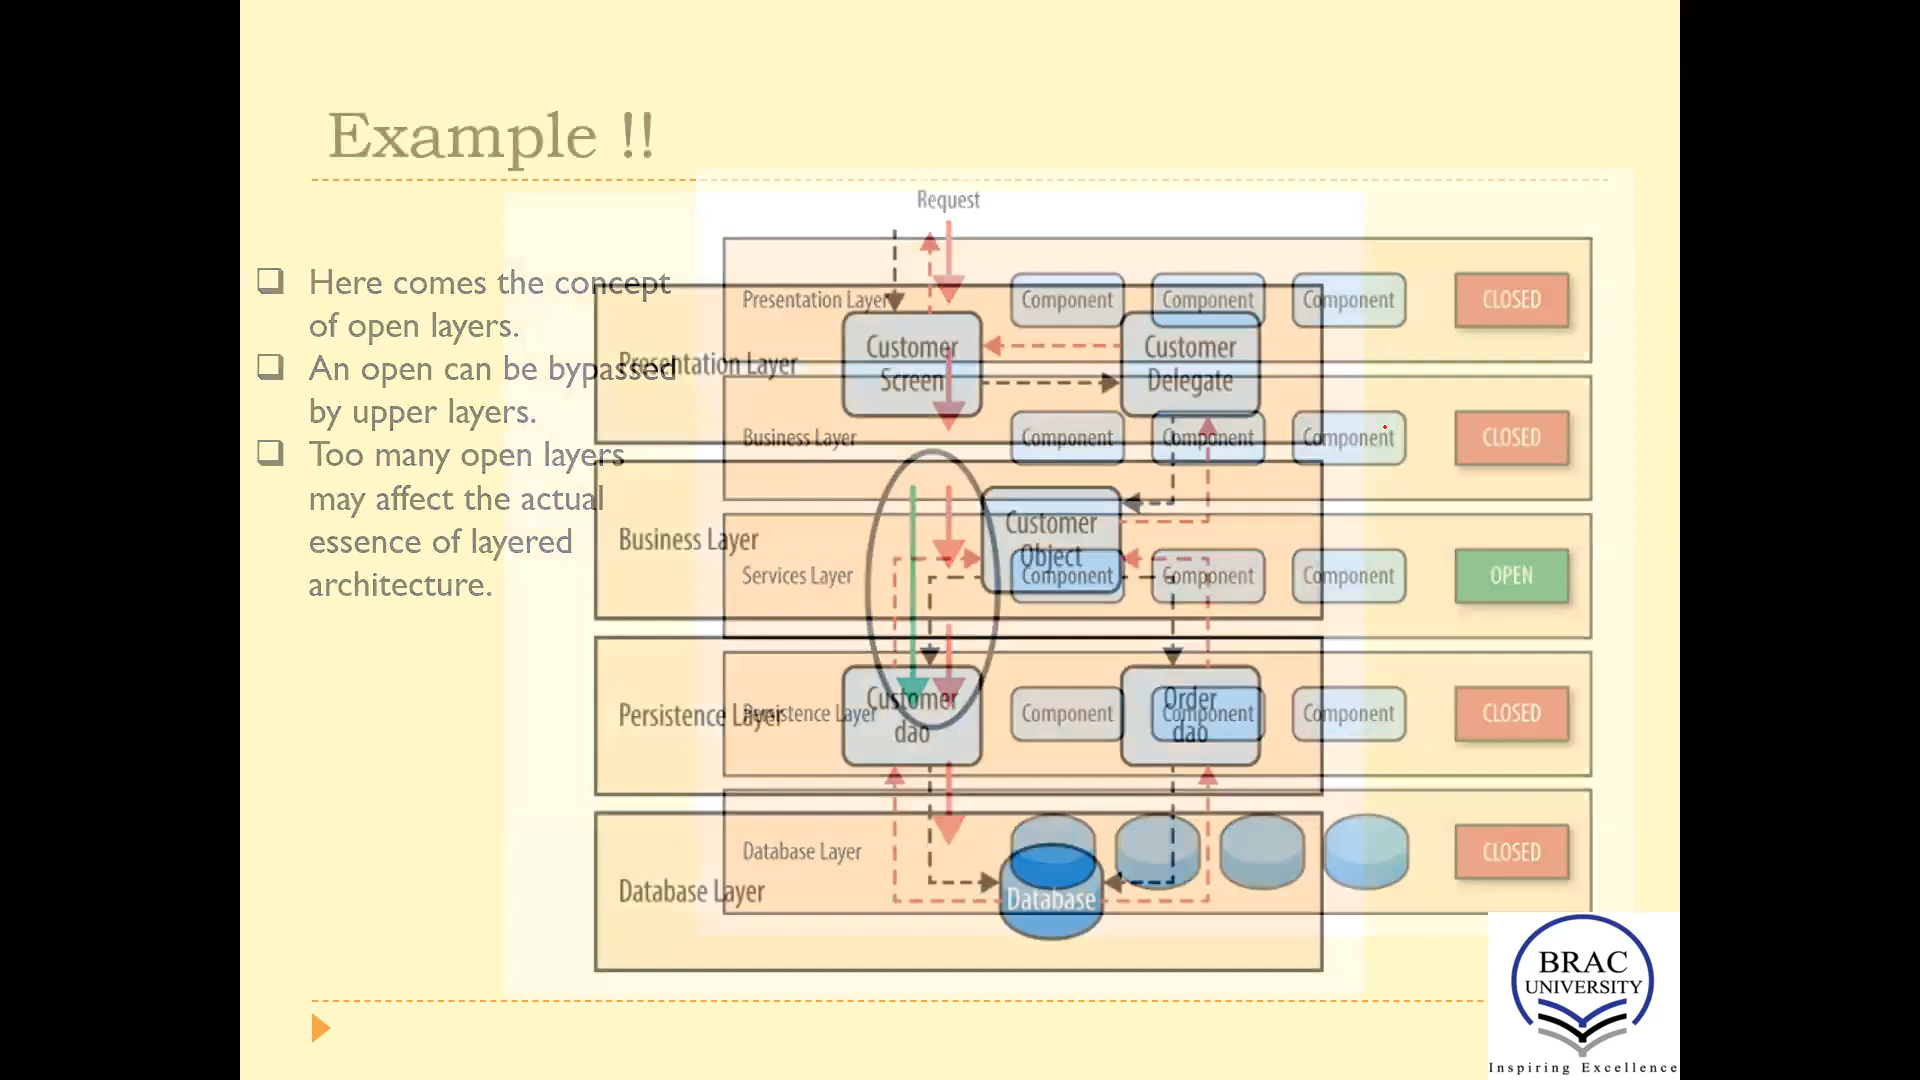 Example !!
Request
Here comes the concept
of open layers.
An open can be bypassed
by upper layers.
Too many open layers
may affect the actual
essence of layered
architecture.
Presentation Layer Component Component Component CLOSED
Presentation Layer
Customer
Screen
Customer
Delegate
Business Layer Component Component Component CLOSED
Business Layer
Customer
Object
Services Layer Component Component Component OPEN
Persistence Layer
Persistence Layer Component Component Component CLOSED
Customer
dao
Order
dao
Database Layer CLOSED
Database Layer
Database
BRAC
UNIVERSITY
Inspiring Excellence